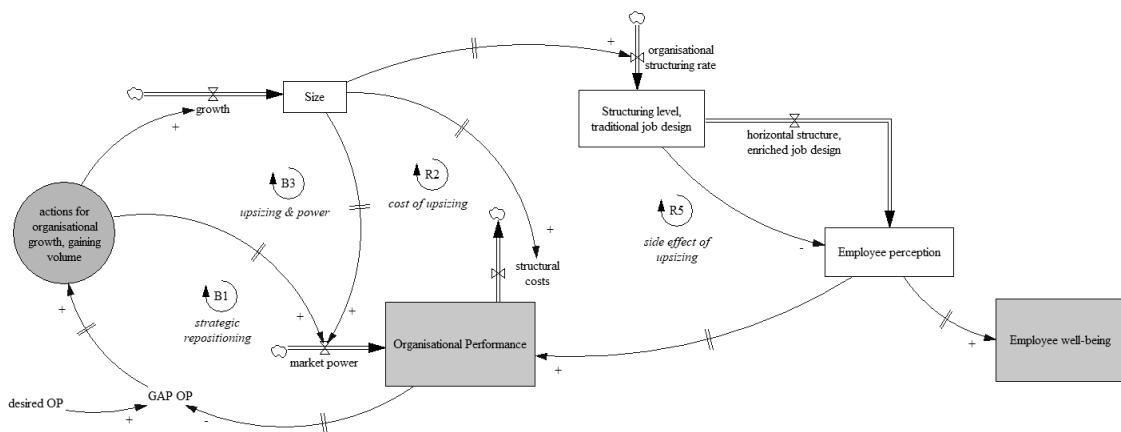 +
organisational
structuring rate
Size
growth
+
+
Structuring level,
traditional job design
horizontal structure,
enriched job design
B3
upsizing & power
R2
cost of upsizing
actions for
organisational
growth, gaining
volume
R5
side effect of
upsizing
+
-
Employee perception
structural
costs
B1
strategic
repositioning
+
+
+
market power
Organisational Performance
+
+
Employee well-being
GAP OP
desired OP
+
-